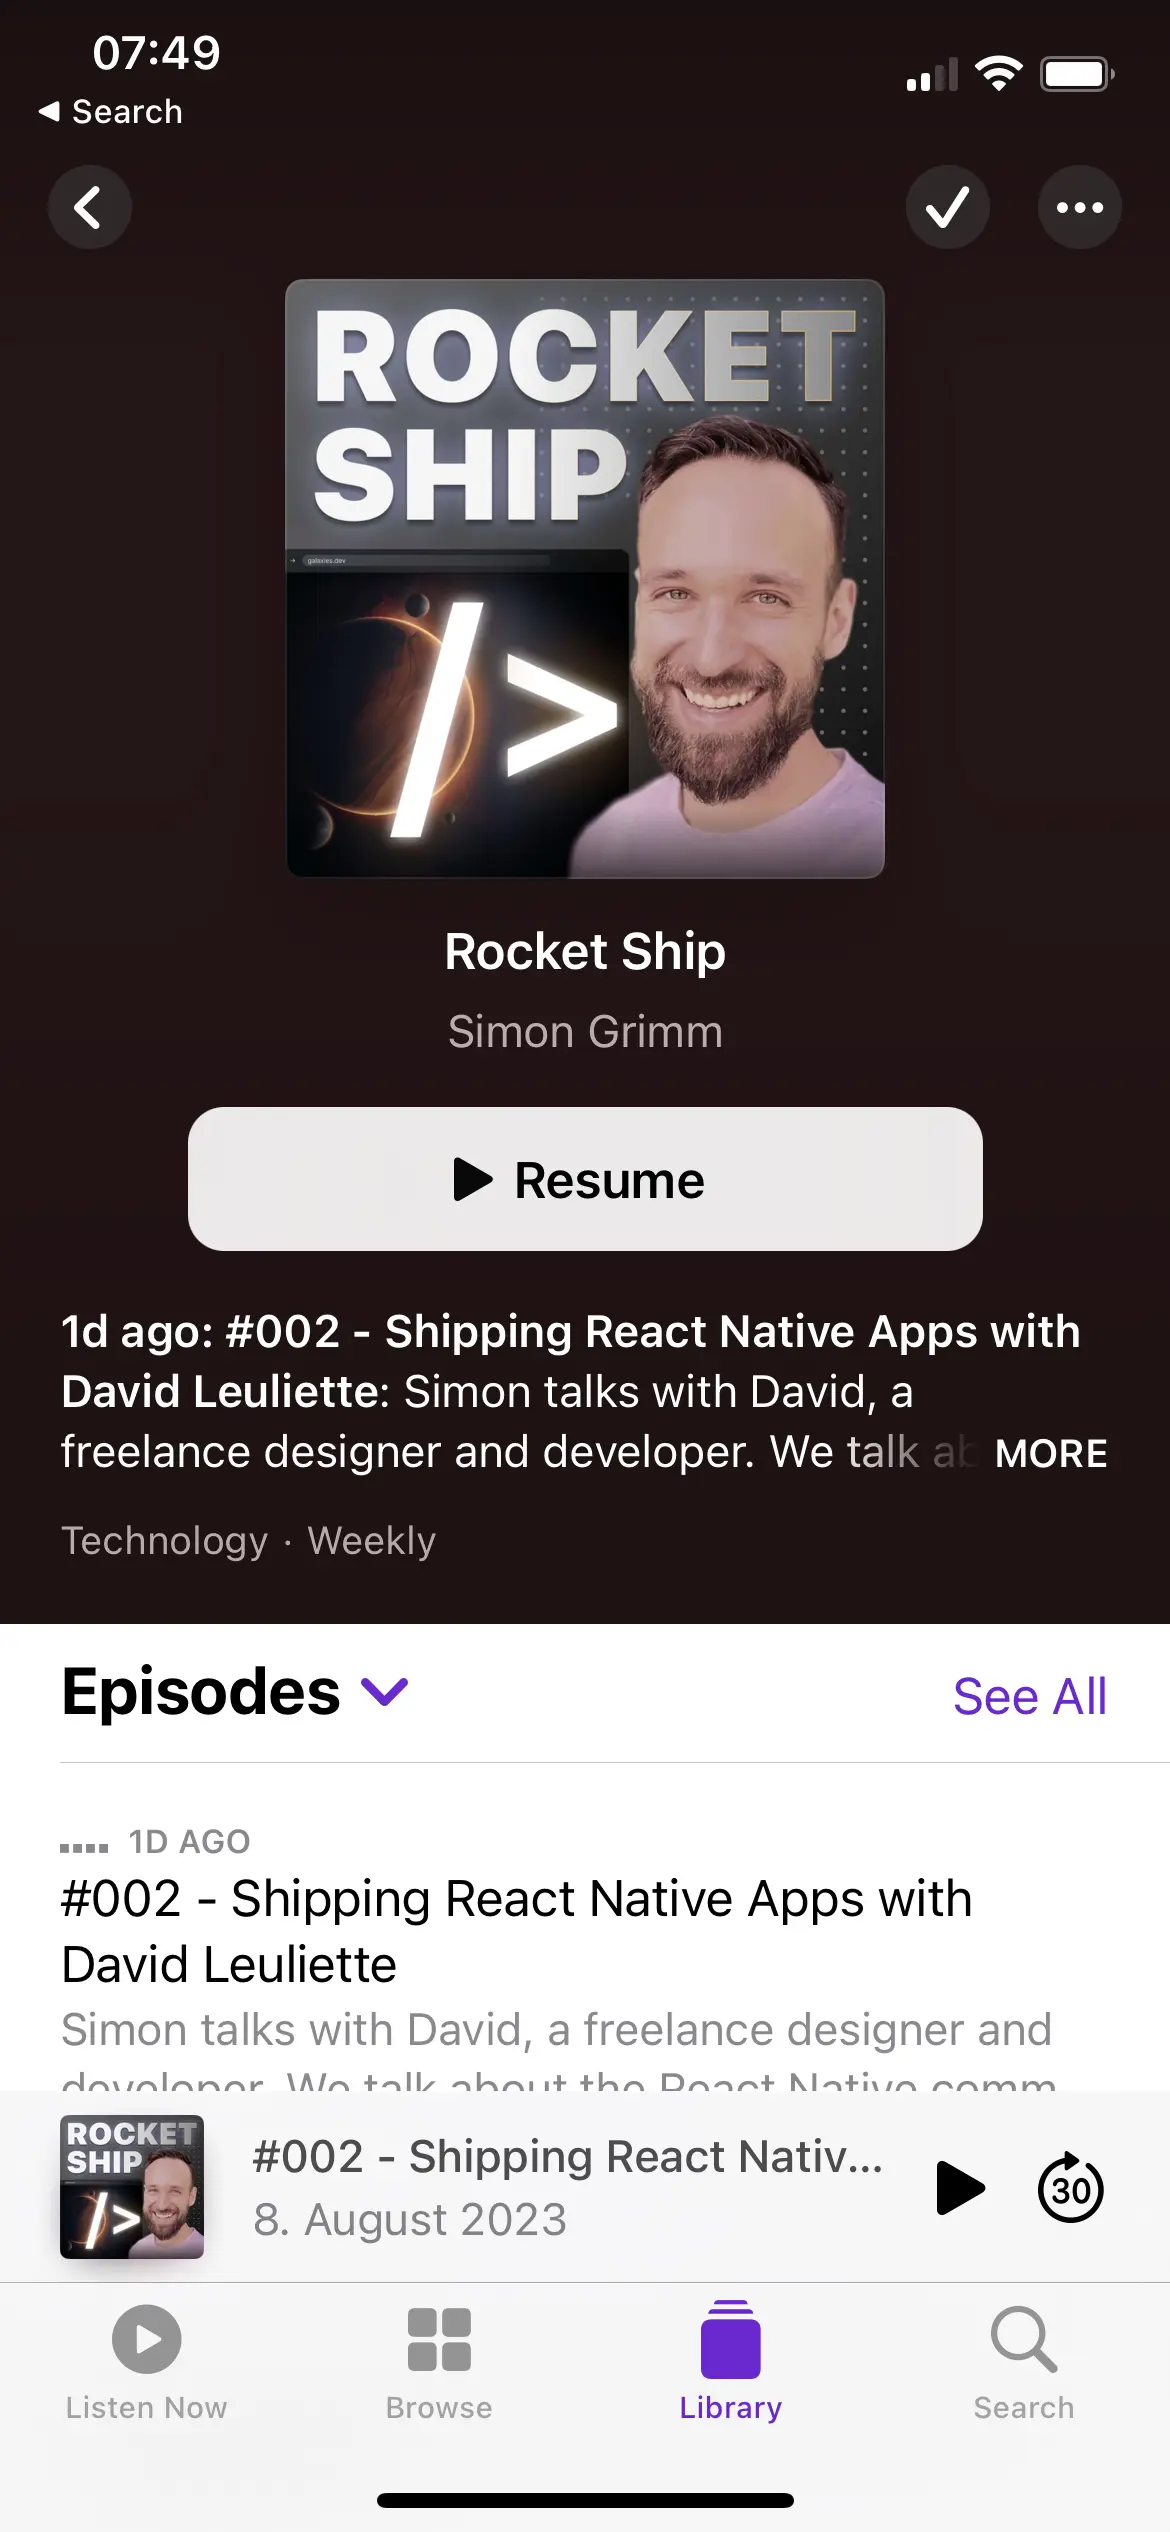 07:49
Search
ROCKET
SHIP
galaxies.dev
/>
Rocket Ship
Simon Grimm
Resume
1d ago: #002 - Shipping React Native Apps with
David Leuliette: Simon talks with David, a
freelance designer and developer. We talk ab MORE
Technology · Weekly
Episodes
See All
1D AGO
#002 - Shipping React Native Apps with
David Leuliette
Simon talks with David, a freelance designer and
developer. We talk about the React Native comm
ROCKET
SHIP
/>
#002 - Shipping React Nativ...
8. August 2023
30
Listen Now
Browse
Library
Search